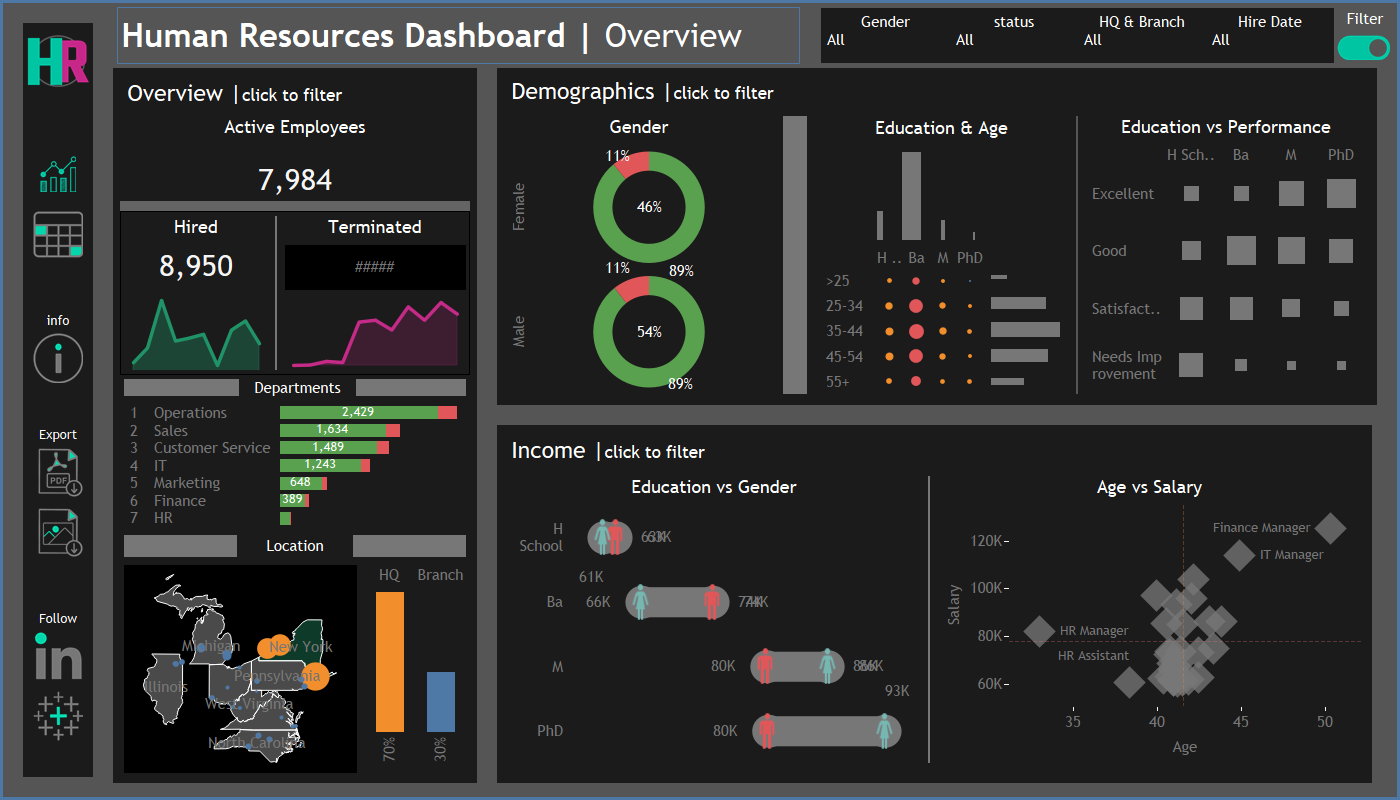 HR
Human Resources Dashboard | Overview
Gender
status
HQ & Branch
Hire Date
All
All
All
All
Filter
Overview |click to filter
Active Employees
7,984
Hired
Terminated
8,950
#####
Departments
1 Operations 2,429
2 Sales 1,634
3 Customer Service 1,489
4 IT 1,243
5 Marketing 648
6 Finance 389
7 HR
Location
HQ
Branch
Michigan
New York
Pennsylvania
Illinois
West Virginia
North Carolina
70%
30%
info
i
Export
PDF
Follow
in
Demographics |click to filter
Gender
Female
11%
46%
89%
Male
11%
54%
89%
Education & Age
H .. Ba M PhD
>25
25-34
35-44
45-54
55+
Education vs Performance
H Sch.. Ba M PhD
Excellent
Good
Satisfact..
Needs Imp
rovement
Income |click to filter
Education vs Gender
H
School
63K
61K
Ba
66K
74K
M
80K
86K
93K
PhD
80K
Age vs Salary
Finance Manager
IT Manager
HR Manager
HR Assistant
120K
100K
80K
60K
Salary
35 40 45 50
Age